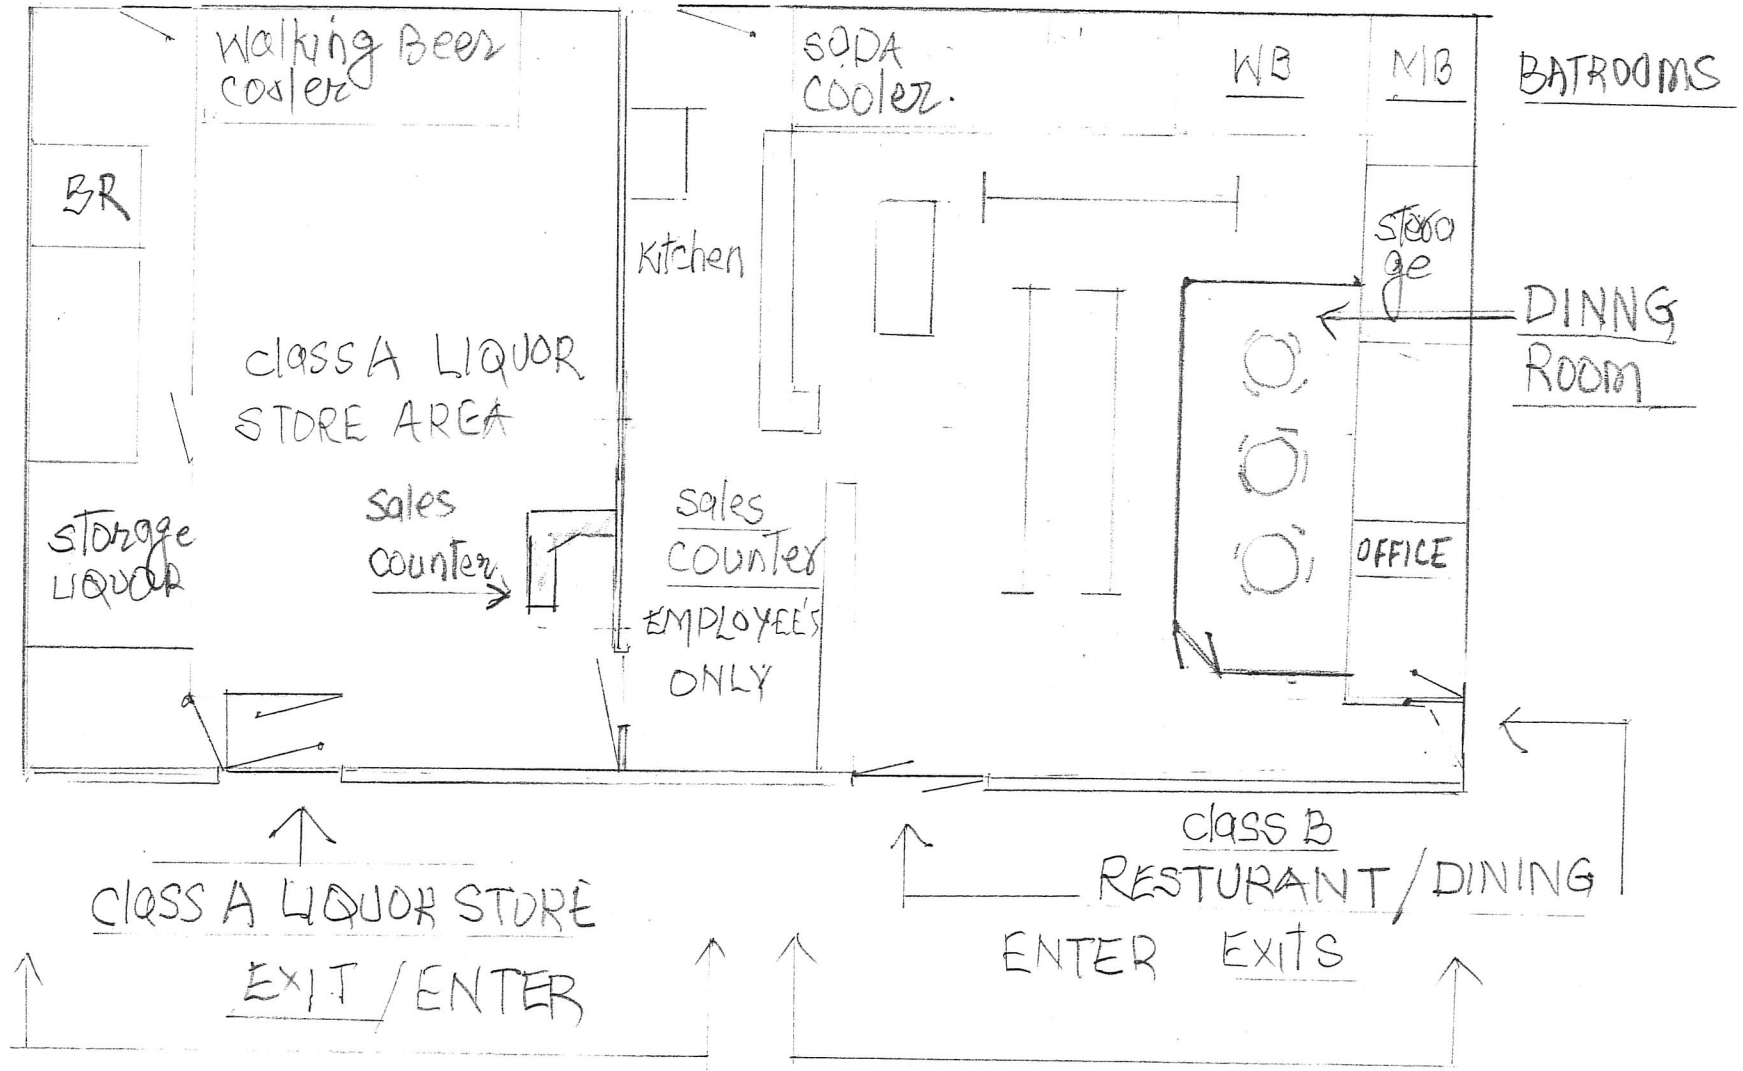 Walking Beer
Cooler
SODA
Cooler.
WB
MB
BATROOMS
BR
Kitchen
Stora
ge
DINNG
ROOM
Class A LIQUOR
STORE AREA
Sales
Counter
Sales
COUNTER
EMPLOYEE'S
ONLY
Storage
LIQUOR
OFFICE
Class B
RESTURANT/DINING
ENTER EXITS
Class A LIQUOR STORE
EXIT / ENTER